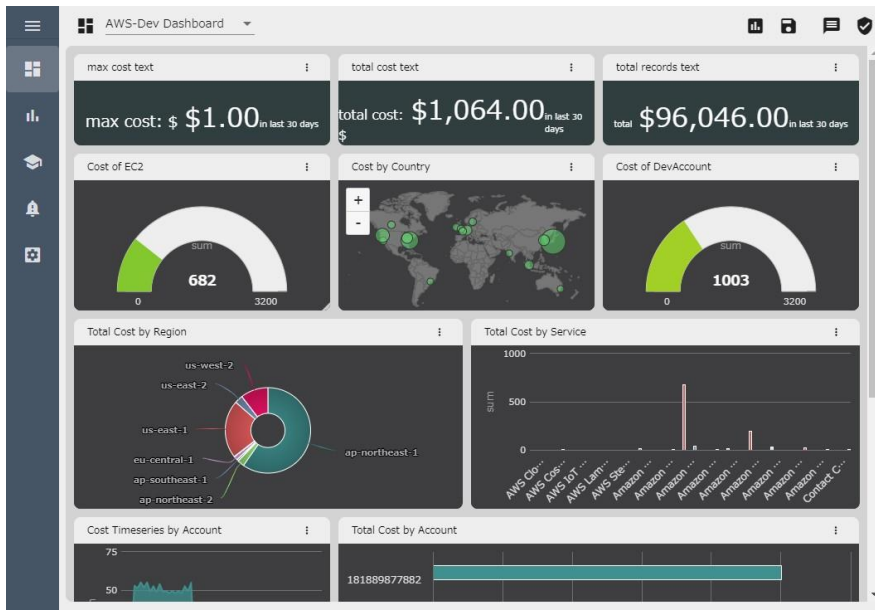 AWS-Dev Dashboard
max cost text
total cost text
total records text
max cost: $ $1.00 in last 30 days
total cost: $ $1,064.00 in last 30 days
total $96,046.00 in last 30 days
Cost of EC2
Cost by Country
Cost of DevAccount
sum
682
0
3200
+
-
sum
1003
0
3200
Total Cost by Region
Total Cost by Service
us-west-2
us-east-2
us-east-1
eu-central-1
ap-southeast-1
ap-northeast-2
ap-northeast-1
1000
500
0
sum
AWS Clo...
AWS Cos...
AWS IoT ...
AWS Lam...
AWS Ste...
Amazon ...
Amazon ...
Amazon ...
Amazon ...
Amazon ...
Amazon ...
Amazon ...
Amazon ...
Contact C...
Cost Timeseries by Account
Total Cost by Account
75
50
181889877882